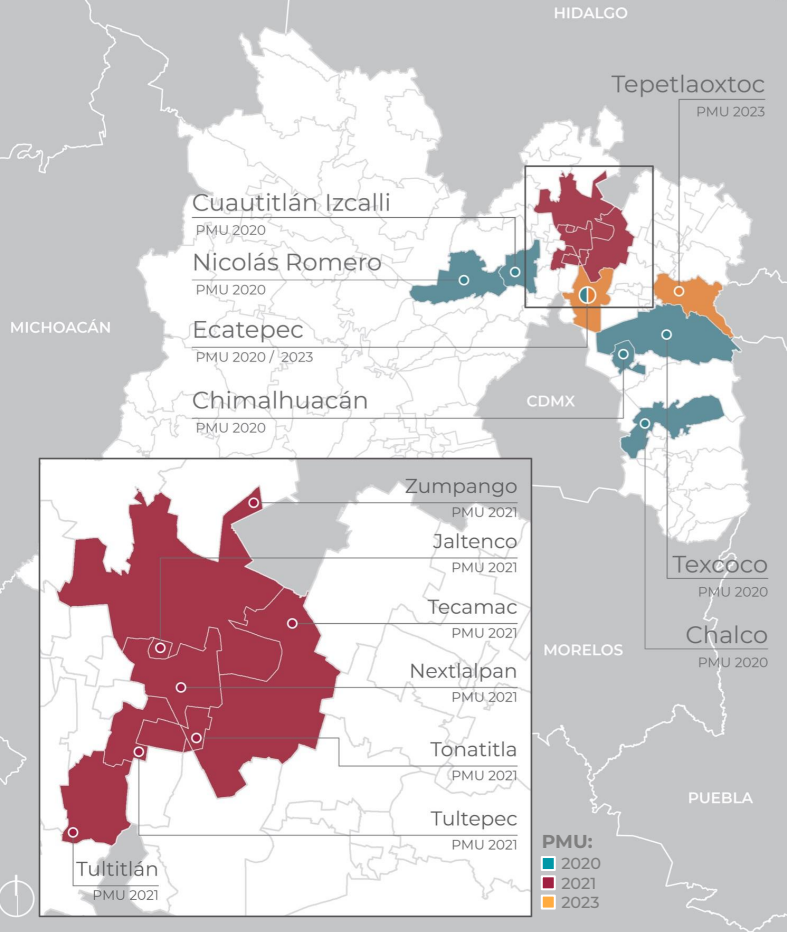 HIDALGO
Tepetlaoxtoc
PMU 2023
Cuautitlán Izcalli
PMU 2020
Nicolás Romero
PMU 2020
MICHOACÁN
Ecatepec
PMU 2020 / 2023
Chimalhuacán
PMU 2020
CDMX
Zumpango
PMU 2021
Jaltenco
PMU 2021
Tecamac
PMU 2021
Nextlalpan
PMU 2021
Tonatitla
PMU 2021
Tultepec
PMU 2021
Tultitlán
PMU 2021
Texcoco
PMU 2020
Chalco
PMU 2020
MORELOS
PUEBLA
PMU:
2020
2021
2023